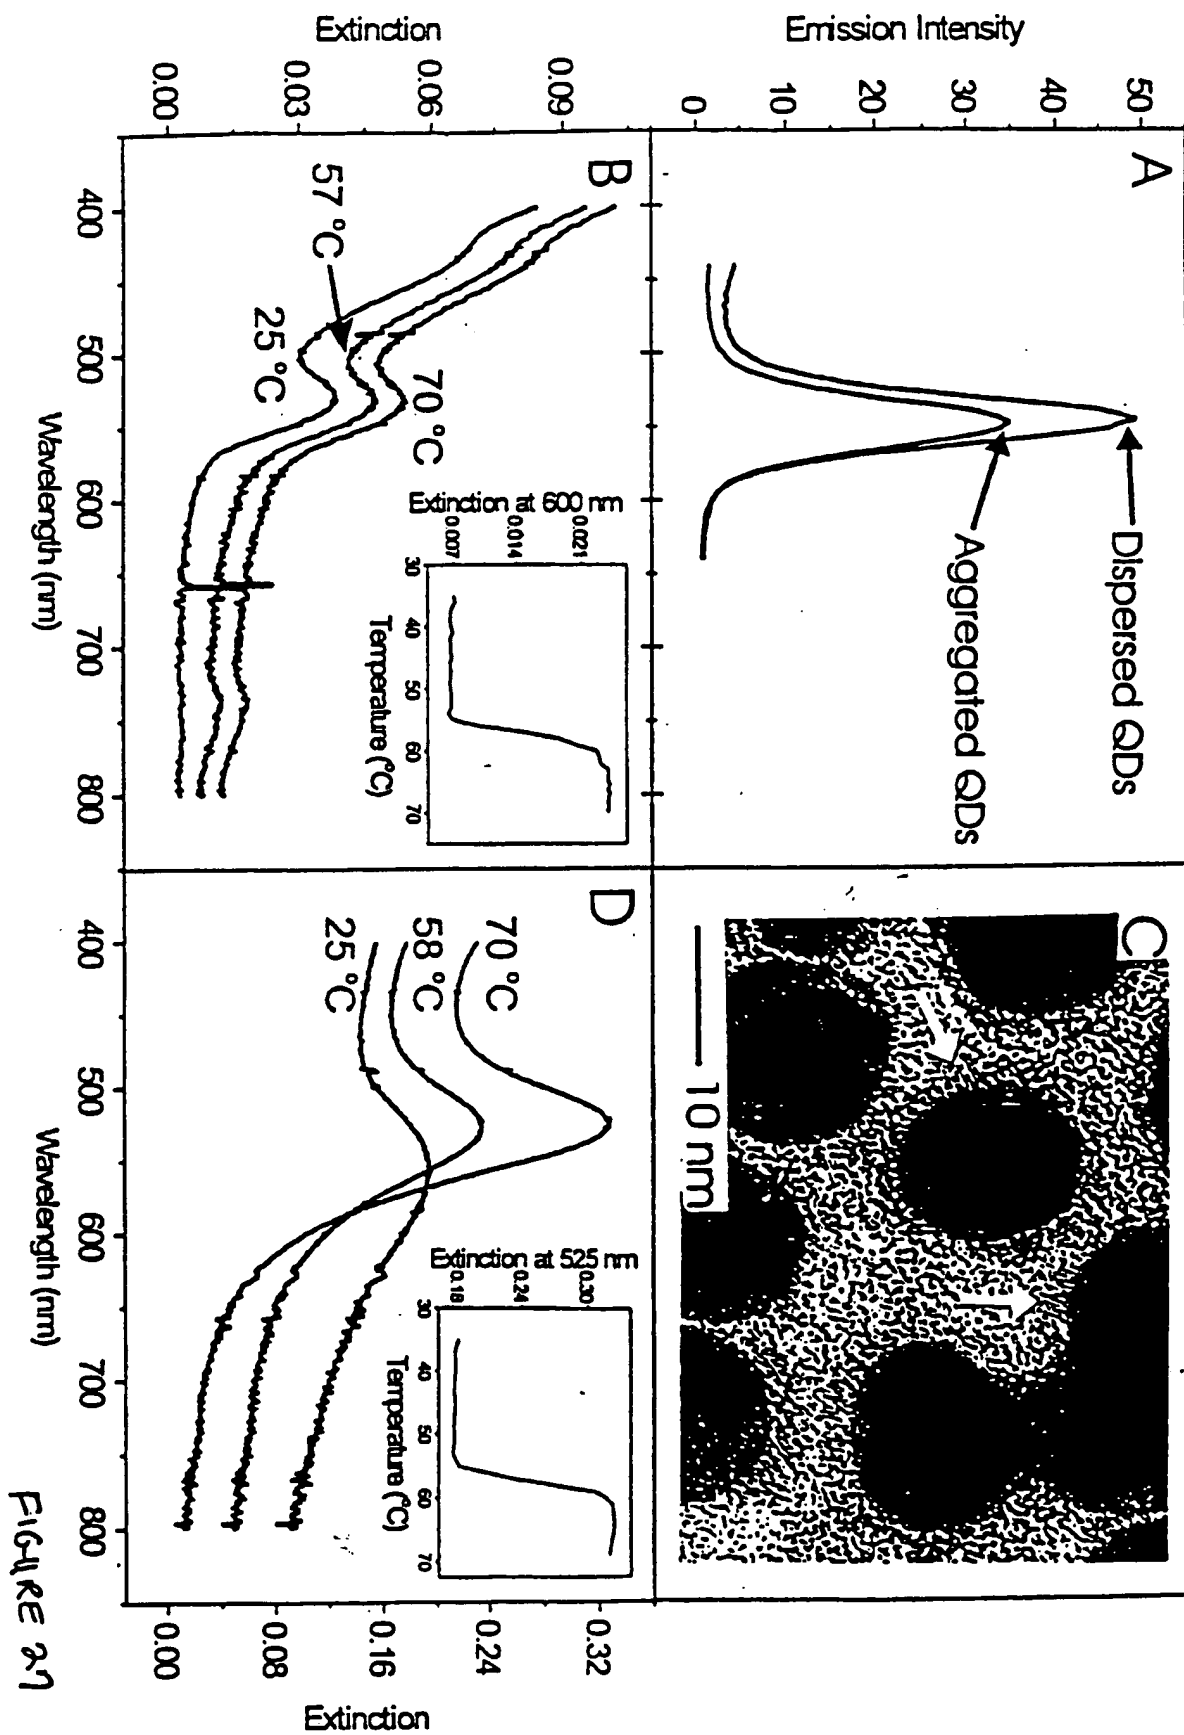 A
Dispersed QDs
Aggregated QDs
Emission Intensity
0
10
20
30
40
50
B
57 °C
25 °C
70 °C
Extinction
0.00
0.03
0.06
0.09
400
500
600
700
800
Wavelength (nm)
Extinction at 600 nm
0.007
0.014
0.021
30
40
50
60
70
Temperature (°C)
C
10 nm
D
70 °C
58 °C
25 °C
400
500
600
700
800
Wavelength (nm)
0.00
0.08
0.16
0.24
0.32
Extinction
Extinction at 525 nm
0.18
0.24
0.30
30
40
50
60
70
Temperature (°C)
FIGURE 27